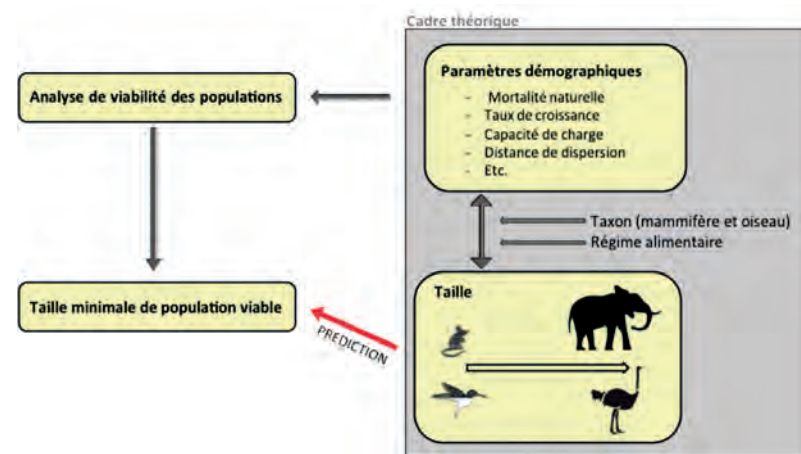 Cadre théorique
Paramètres démographiques
- Mortalité naturelle
- Taux de croissance
- Capacité de charge
- Distance de dispersion
- Etc.
Analyse de viabilité des populations
Taxon (mammifère et oiseau)
Régime alimentaire
Taille
Taille minimale de population viable
PREDICTION